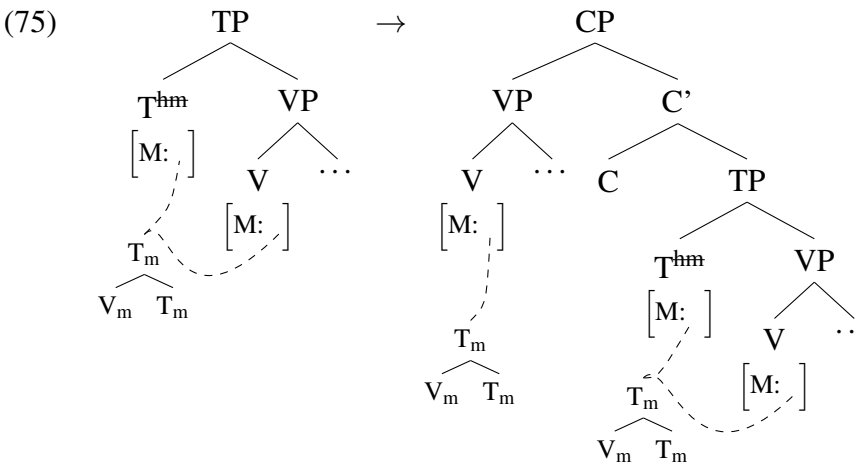 (75) TP → CP
T^hm VP VP C’
[M: ] V ··· V ··· C TP
[M: ] [M: ]
T_m T^hm VP
V_m T_m [M: ] V ··
T_m [M: ]
V_m T_m T_m
V_m T_m